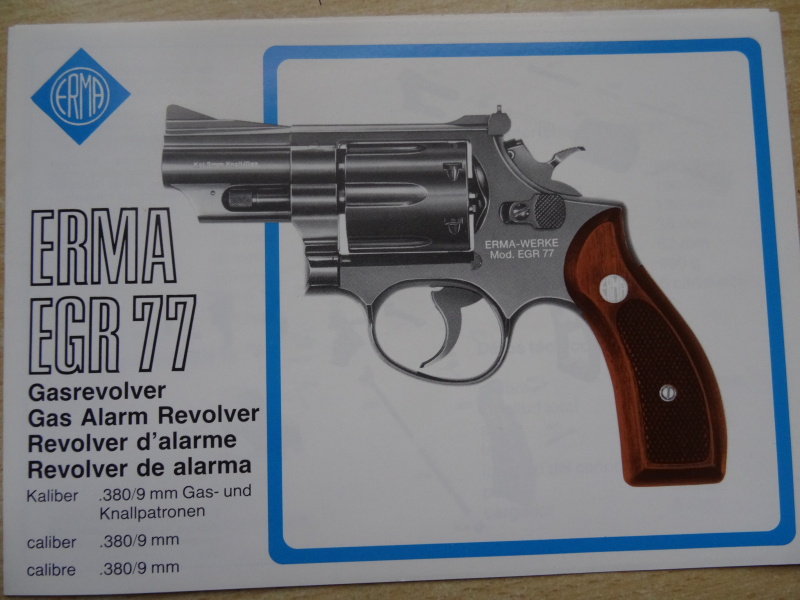 ERMA
ERMA
EGR 77
Gasrevolver
Gas Alarm Revolver
Revolver d'alarme
Revolver de alarma
Kaliber .380/9 mm Gas- und
Knallpatronen
caliber .380/9 mm
calibre .380/9 mm
ERMA-WERKE
Mod. EGR 77